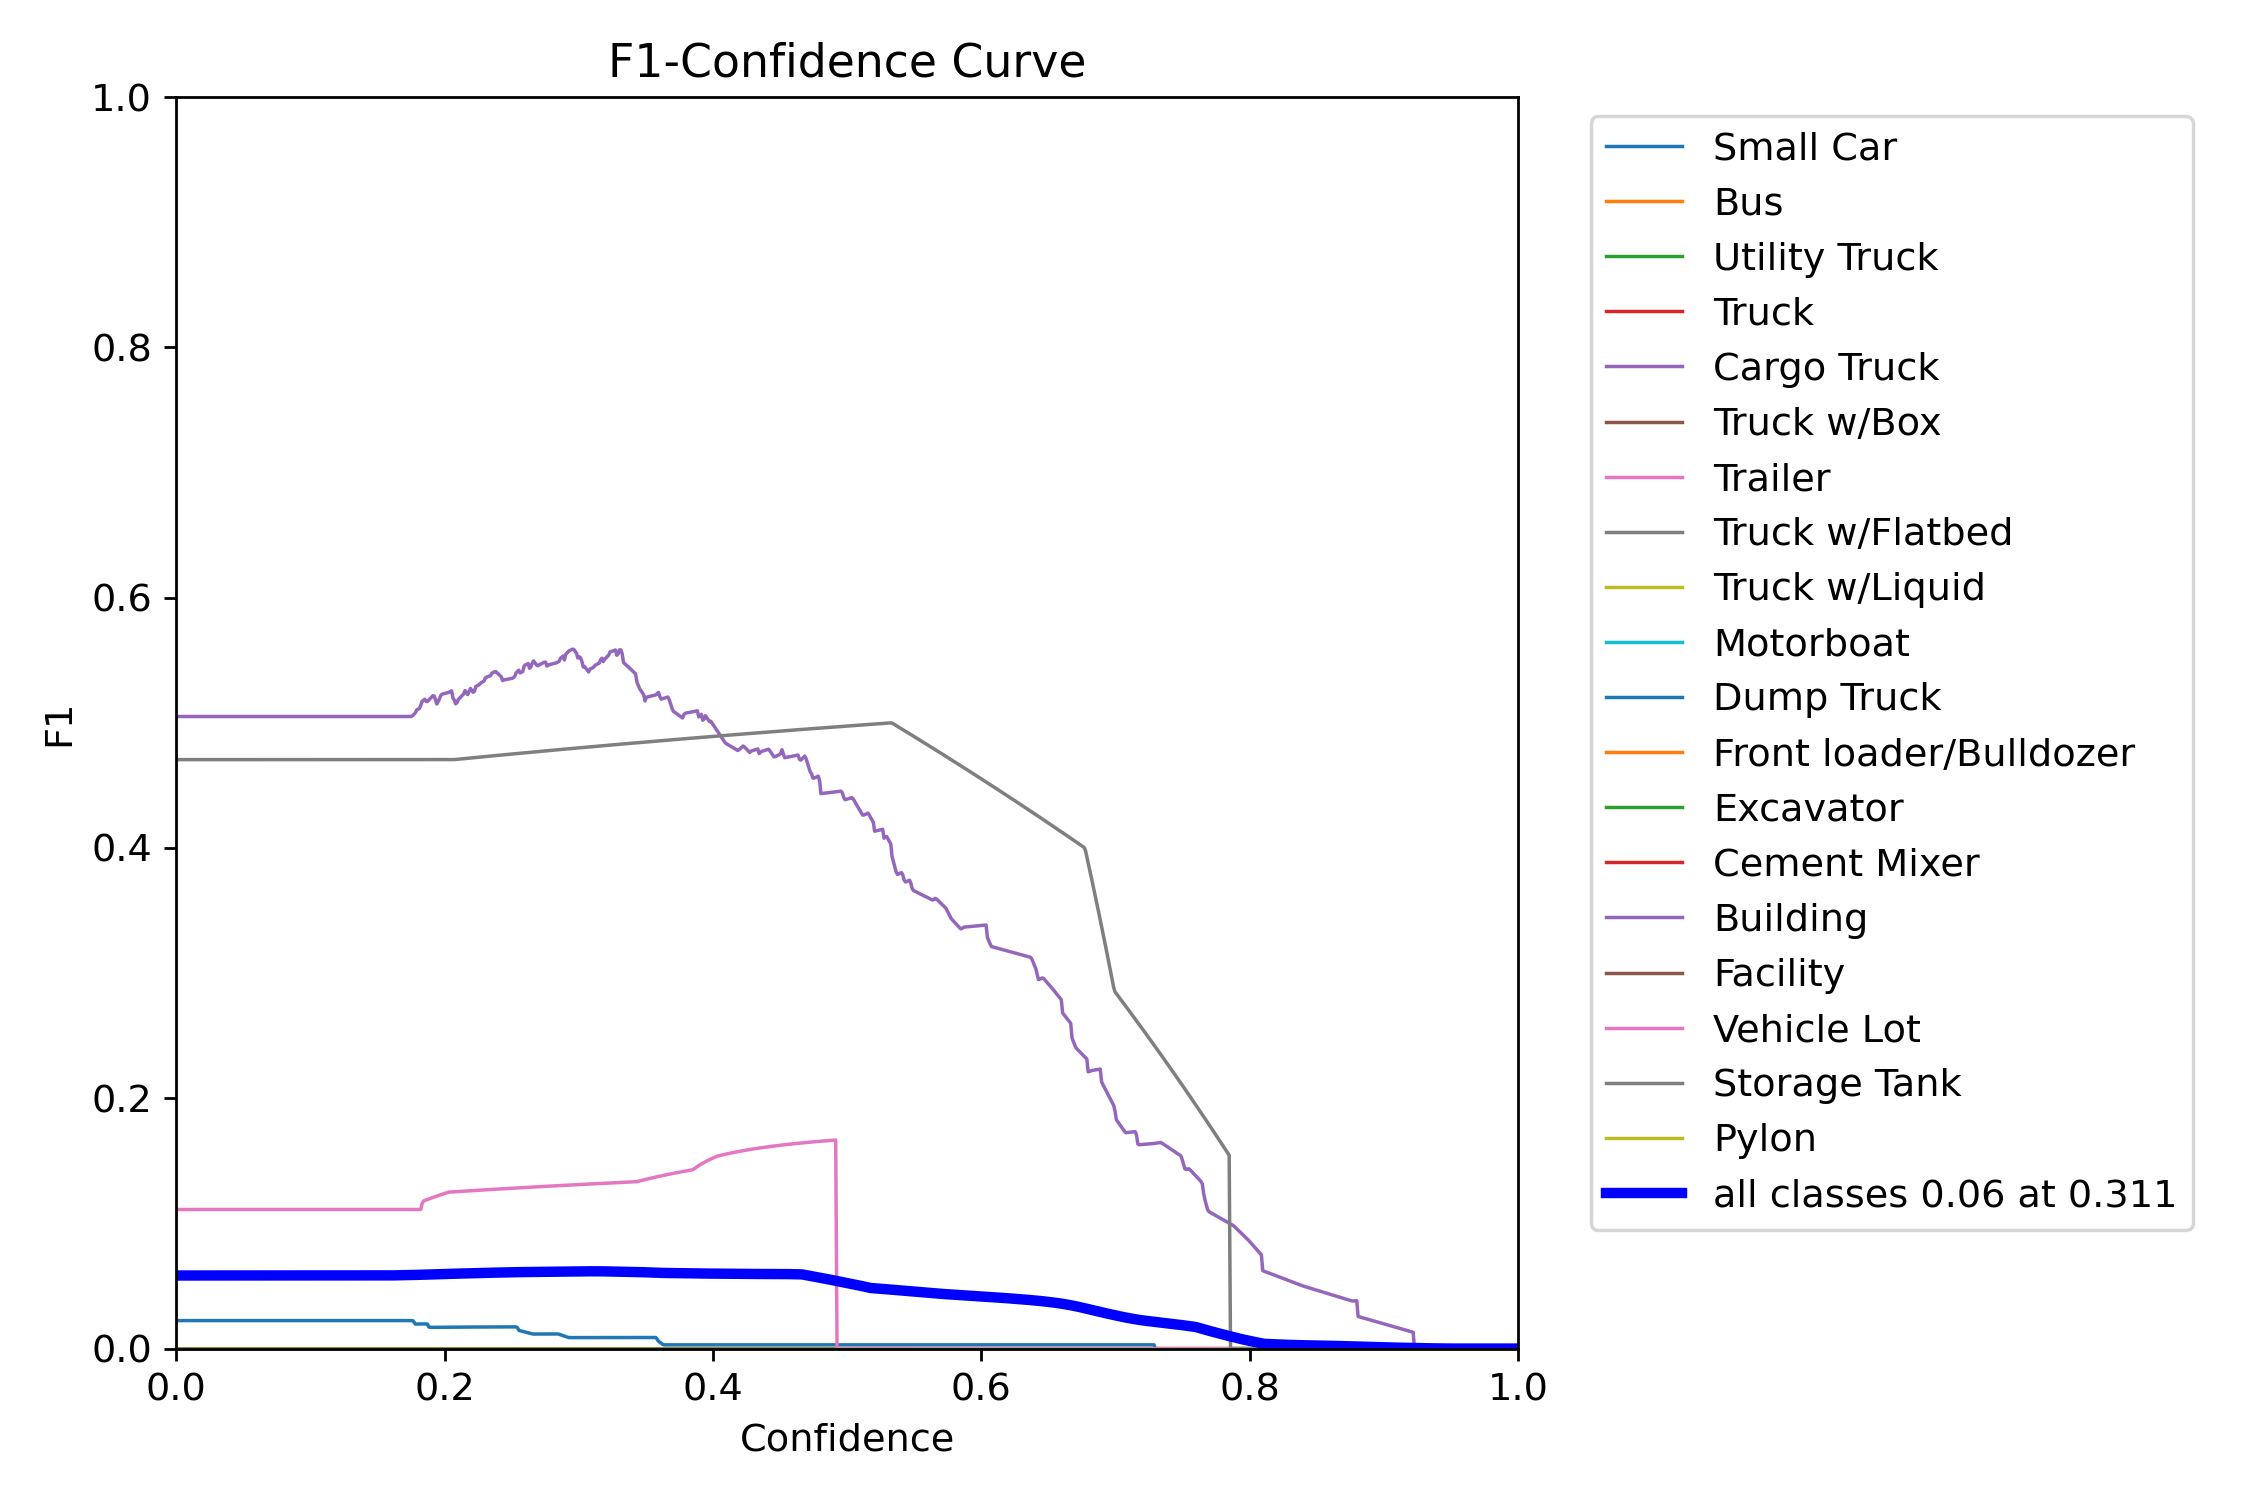 F1-Confidence Curve
1.0
0.8
0.6
0.4
0.2
0.0
F1
0.0 0.2 0.4 0.6 0.8 1.0
Confidence
Small Car
Bus
Utility Truck
Truck
Cargo Truck
Truck w/Box
Trailer
Truck w/Flatbed
Truck w/Liquid
Motorboat
Dump Truck
Front loader/Bulldozer
Excavator
Cement Mixer
Building
Facility
Vehicle Lot
Storage Tank
Pylon
all classes 0.06 at 0.311